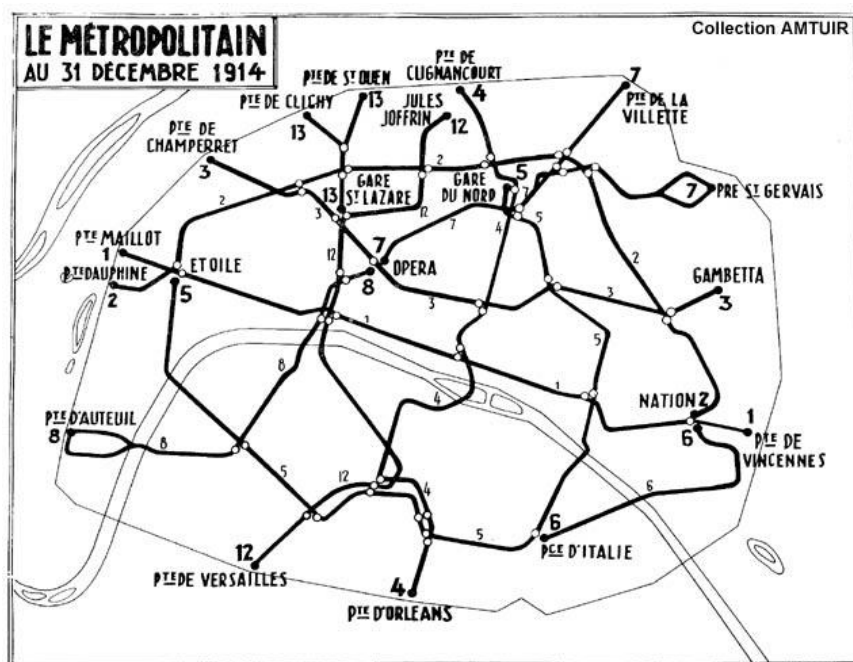 Collection AMTUIR
LE MÉTROPOLITAIN
AU 31 DÉCEMBRE 1914
PTE DE CLIGNANCOURT
4
7
PTE DE ST OUEN
13
PTE DE CLICHY
13
JULES JOFFRIN
12
PTE DE LA VILLETTE
PTE DE CHAMPERRET
3
2
2
5
GARE ST LAZARE
13
GARE DU NORD
7
4
7
PRE ST GERVAIS
3
12
7
5
PTE MAILLOT
1
ETOILE
5
12
7
OPERA
8
2
PTE DAUPHINE
2
3
3
GAMBETTA
3
1
5
8
4
1
NATION 2
6
1
PTE DE VINCENNES
PTE D'AUTEUIL
8
8
5
12
4
6
5
6
PCE D'ITALIE
12
PTE DE VERSAILLES
4
PTE D'ORLEANS